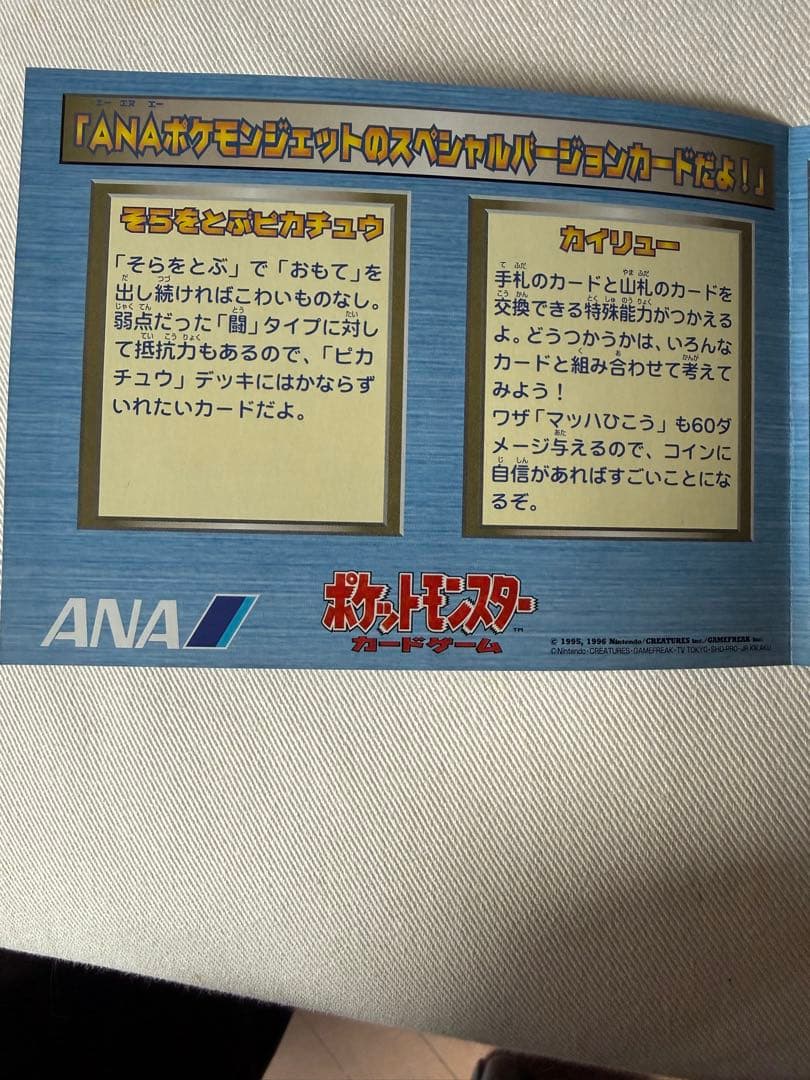 エー エヌ エー
「ANAポケモンジェットのスペシャルバージョンカードだよ！」
そらをとぶピカチュウ
「そらをとぶ」で「おもて」を
出し続ければこわいものなし。
弱点だった「闘」タイプに対し
て抵抗力もあるので、「ピカ
チュウ」デッキにはかならず
いれたいカードだよ。
カイリュー
手札のカードと山札のカードを
交換できる特殊能力がつかえる
よ。どうつかうかは、いろんな
カードと組み合わせて考えて
みよう！
ワザ「マッハひこう」も60ダ
メージ与えるので、コインに
自信があればすごいことにな
るぞ。
ANA
ポケットモンスター
TM
カードゲーム
© 1995, 1996 Nintendo/CREATURES Inc./GAMEFREAK Inc.
©Nintendo・CREATURES・GAMEFREAK・TV TOKYO・SHO-PRO・JR KIKAKU